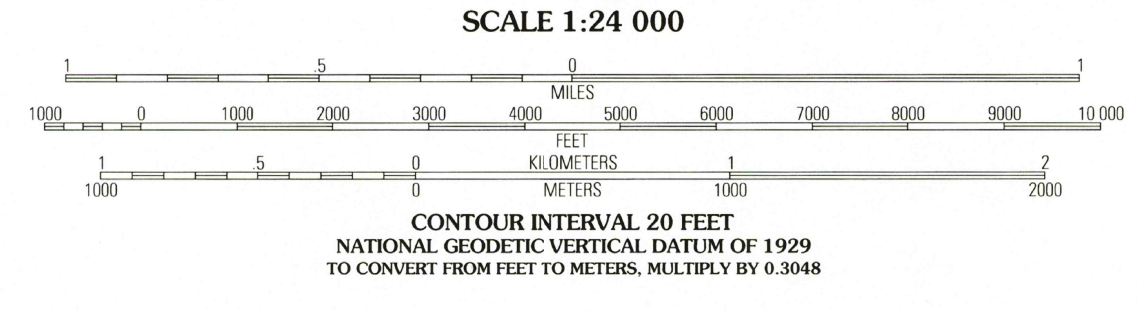 SCALE 1:24 000
1 .5 0 1
MILES
1000 0 1000 2000 3000 4000 5000 6000 7000 8000 9000 10 000
FEET
1 .5 0 KILOMETERS 1 2
1000 0 METERS 1000 2000
CONTOUR INTERVAL 20 FEET
NATIONAL GEODETIC VERTICAL DATUM OF 1929
TO CONVERT FROM FEET TO METERS, MULTIPLY BY 0.3048